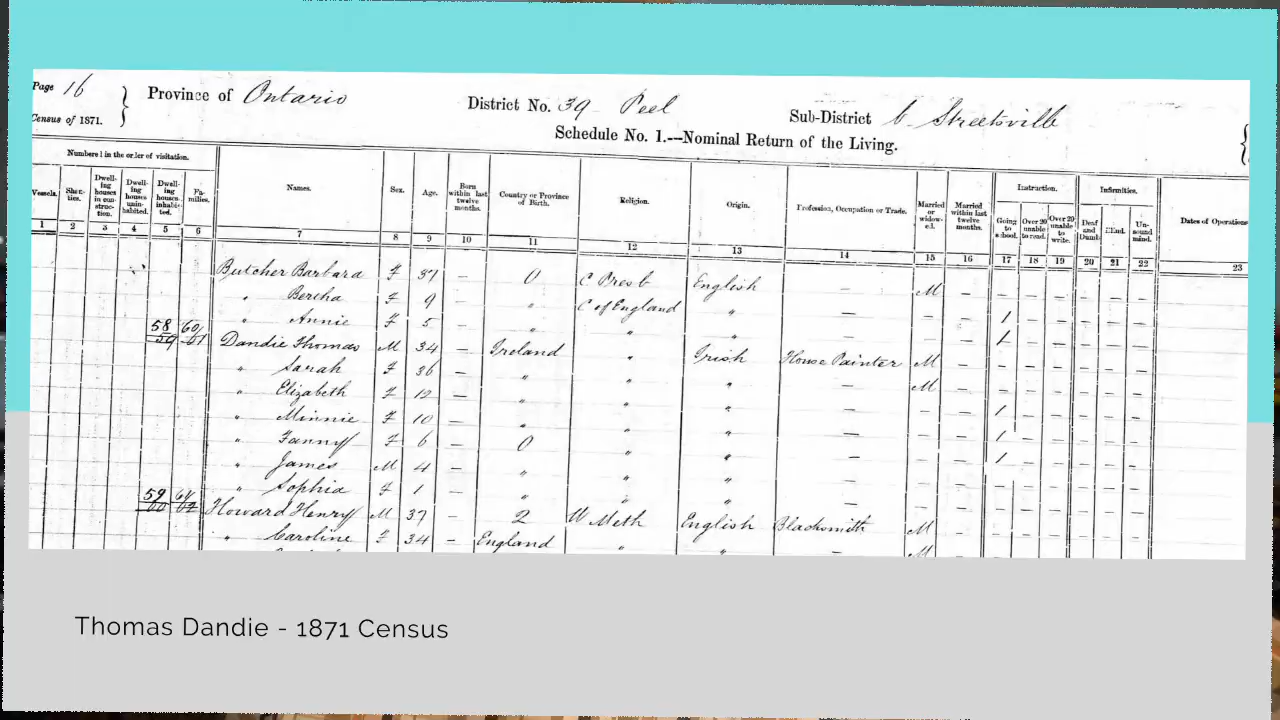 Page 16
Province of Ontario District No. 39 Peel Sub-District b Streetsville
Census of 1871.
Schedule No. 1.—Nominal Return of the Living.
Numbered in the order of visitation. Instruction. Infirmities.
Vessels. Shanties. Dwelling houses in construction. Dwelling houses uninhabited. Dwelling houses inhabited. Families. Names. Sex. Age. Born within last twelve months. Country or Province of Birth. Religion. Origin. Profession, Occupation or Trade. Married or widowed. Married within last twelve months. Going to school. Over 20 unable to read. Over 20 unable to write. Deaf and Dumb. Blind. Unsound mind. Dates of Operations
1 2 3 4 5 6 7 8 9 10 11 12 13 14 15 16 17 18 19 20 21 22 23
Butcher Barbara F 37 — O C Presb English — M — — — — — — —
" Bertha F 9 — " C of England " — — 1 — — — — —
58 60 " Annie F 5 — " " " — — 1 — — — — —
59 61 Dandie Thomas M 34 — Ireland " Irish House Painter M — — — — — — —
" Sarah F 36 — " " " — M — — — — — — —
" Elizabeth F 12 — " " " — — — 1 — — — — —
" Minnie F 10 — " " " — — — 1 — — — — —
" Fanny F 6 — O " " — — — 1 — — — — —
" James M 4 — " " " — — — — — — — — —
" Sophia F 1 — " " " — — — — — — — — —
59 60 Howard Henry M 37 — Q W Meth English Blacksmith M — — — — — — —
" Caroline F 34 — England " " — M — — — — — — —
Thomas Dandie - 1871 Census